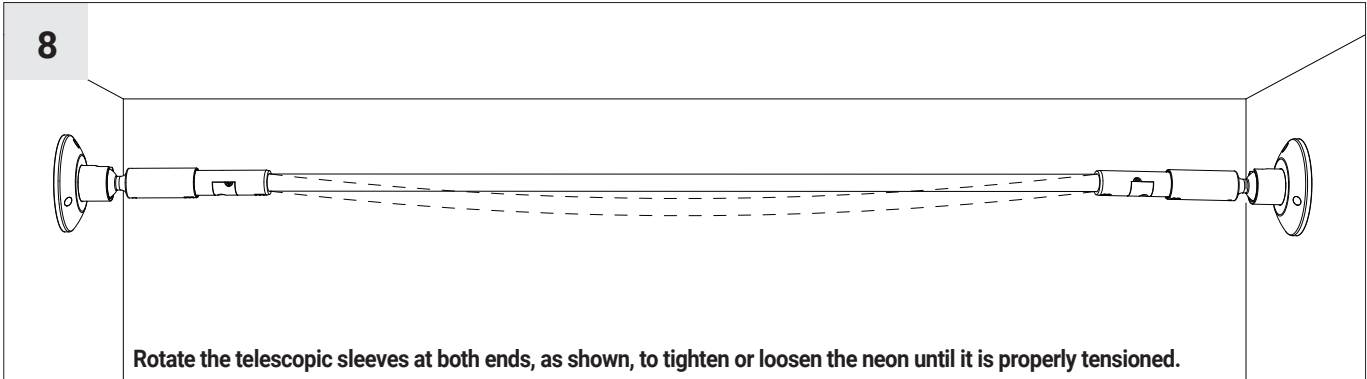 8
Rotate the telescopic sleeves at both ends, as shown, to tighten or loosen the neon until it is properly tensioned.